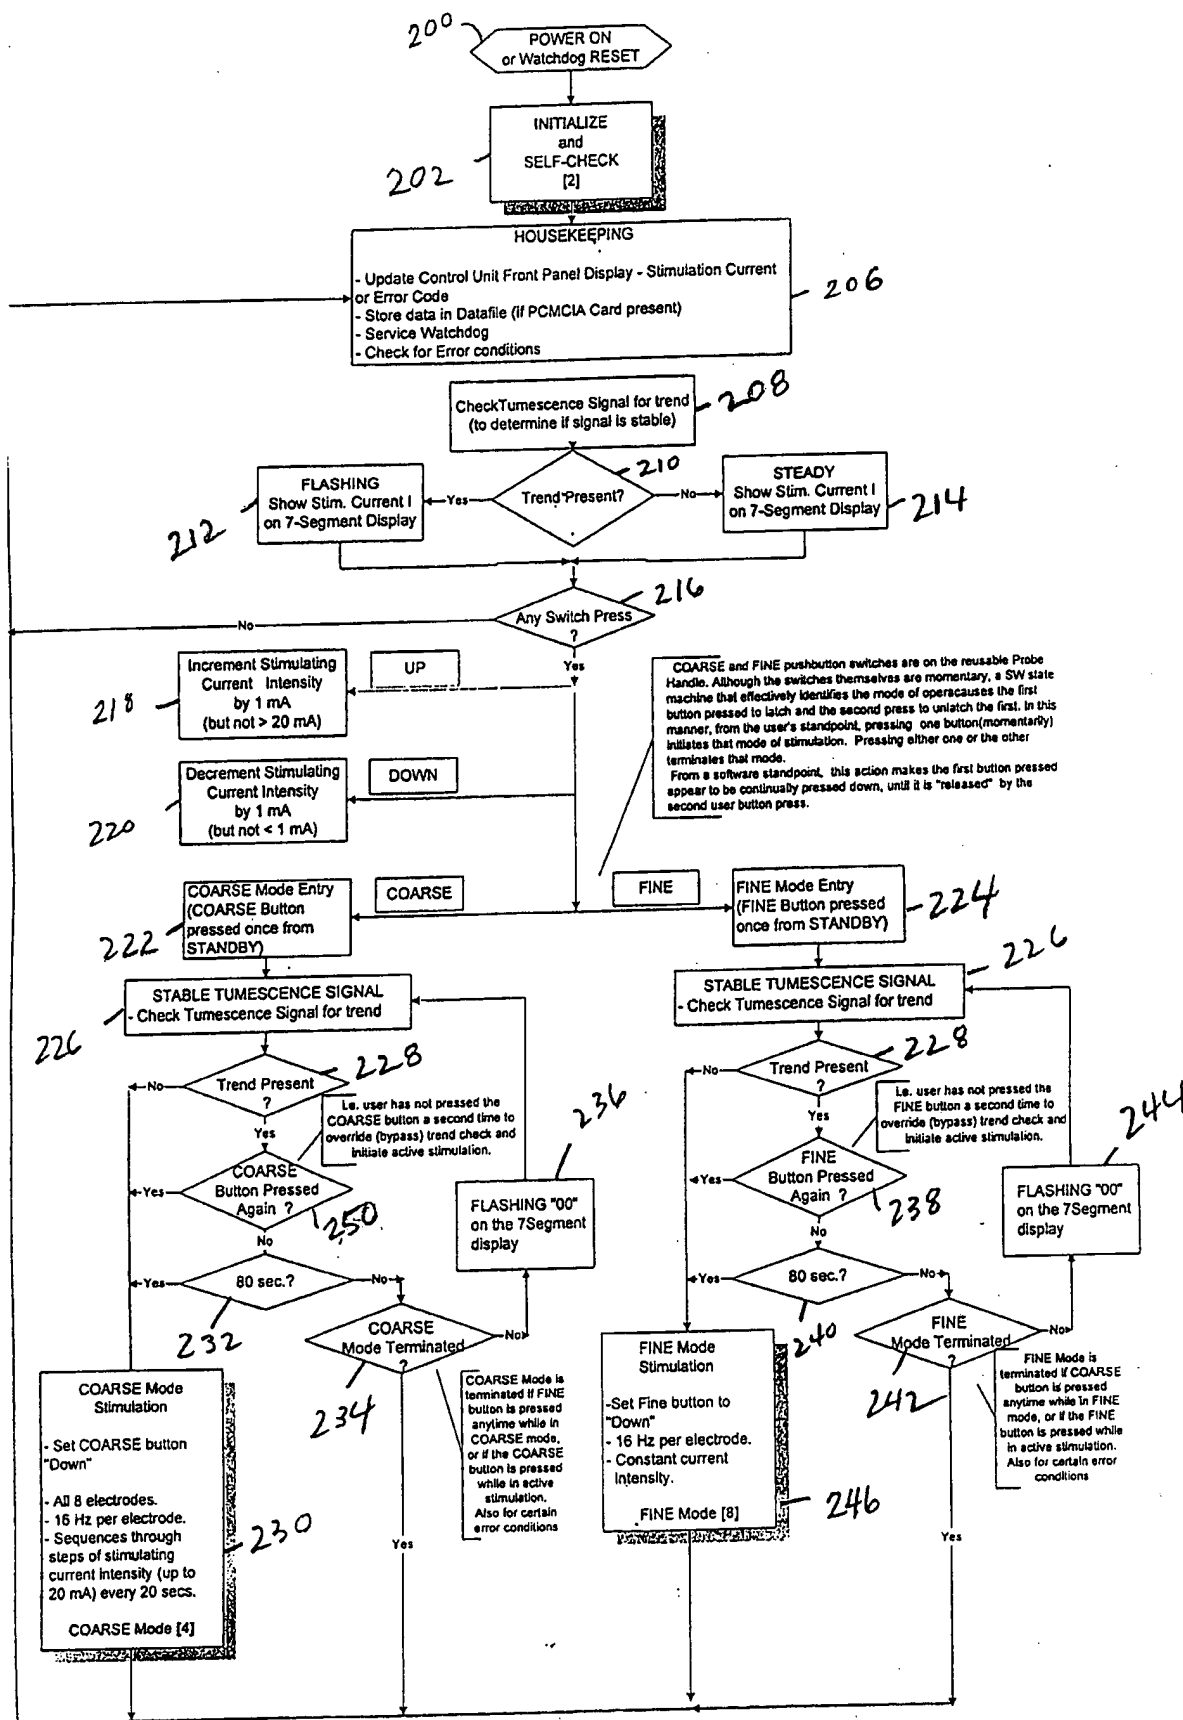 200
POWER ON
or Watchdog RESET
INITIALIZE
and
SELF-CHECK
[2]
202
HOUSEKEEPING
- Update Control Unit Front Panel Display - Stimulation Current
or Error Code
- Store data in Datafile (if PCMCIA Card present)
- Service Watchdog
- Check for Error conditions
206
CheckTumescence Signal for trend
(to determine if signal is stable)
208
210
Trend Present?
Yes
No
FLASHING
Show Stim. Current I
on 7-Segment Display
212
STEADY
Show Stim. Current I
on 7-Segment Display
214
216
Any Switch Press
?
No
Yes
Increment Stimulating
Current Intensity
by 1 mA
(but not > 20 mA)
218
UP
Decrement Stimulating
Current Intensity
by 1 mA
(but not < 1 mA)
220
DOWN
COARSE and FINE pushbutton switches are on the reusable Probe
Handle. Although the switches themselves are momentary, a SW state
machine that effectively identifies the mode of operacauses the first
button pressed to latch and the second press to unlatch the first. In this
manner, from the user's standpoint, pressing one button(momentarily)
initiates that mode of stimulation. Pressing either one or the other
terminates that mode.
From a software standpoint, this action makes the first button pressed
appear to be continually pressed down, until it is "released" by the
second user button press.
COARSE Mode Entry
(COARSE Button
pressed once from
STANDBY)
222
COARSE
FINE
FINE Mode Entry
(FINE Button pressed
once from STANDBY)
224
STABLE TUMESCENCE SIGNAL
- Check Tumescence Signal for trend
226
STABLE TUMESCENCE SIGNAL
- Check Tumescence Signal for trend
226
Trend Present
?
228
No
Yes
i.e. user has not pressed the
COARSE button a second time to
override (bypass) trend check and
initiate active stimulation.
COARSE
Button Pressed
Again ?
250
Yes
No
236
FLASHING "00"
on the 7Segment
display
80 sec.?
232
Yes
No
COARSE
Mode Terminated
?
234
No
Yes
COARSE Mode is
terminated if FINE
button is pressed
anytime while in
COARSE mode,
or if the COARSE
button is pressed
while in active
stimulation.
Also for certain
error conditions
COARSE Mode
Stimulation
- Set COARSE button
"Down"
- All 8 electrodes.
- 16 Hz per electrode.
- Sequences through
steps of stimulating
current intensity (up to
20 mA) every 20 secs.
COARSE Mode [4]
230
Trend Present
?
228
No
Yes
i.e. user has not pressed the
FINE button a second time to
override (bypass) trend check and
initiate active stimulation.
FINE
Button Pressed
Again ?
238
Yes
No
244
FLASHING "00"
on the 7Segment
display
80 sec.?
240
Yes
No
FINE
Mode Terminated
?
242
No
Yes
FINE Mode is
terminated if COARSE
button is pressed
anytime while in FINE
mode, or if the FINE
button is pressed while
in active stimulation.
Also for certain error
conditions
FINE Mode
Stimulation
-Set Fine button to
"Down"
- 16 Hz per electrode.
- Constant current
Intensity.
FINE Mode [8]
246